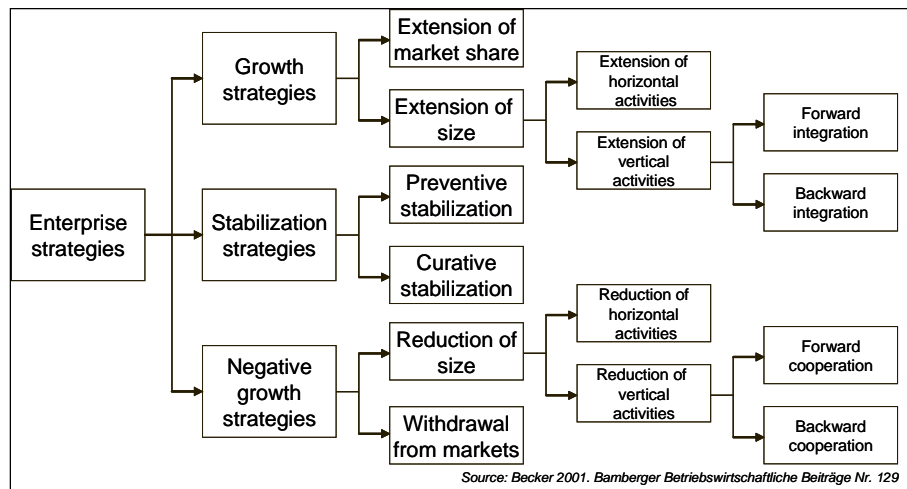 Enterprise
strategies
Growth
strategies
Extension of
market share
Extension of
size
Extension of
horizontal
activities
Extension of
vertical
activities
Forward
integration
Backward
integration
Stabilization
strategies
Preventive
stabilization
Curative
stabilization
Negative
growth
strategies
Reduction of
size
Reduction of
horizontal
activities
Reduction of
vertical
activities
Forward
cooperation
Backward
cooperation
Withdrawal
from markets
Source: Becker 2001. Bamberger Betriebswirtschaftliche Beiträge Nr. 129